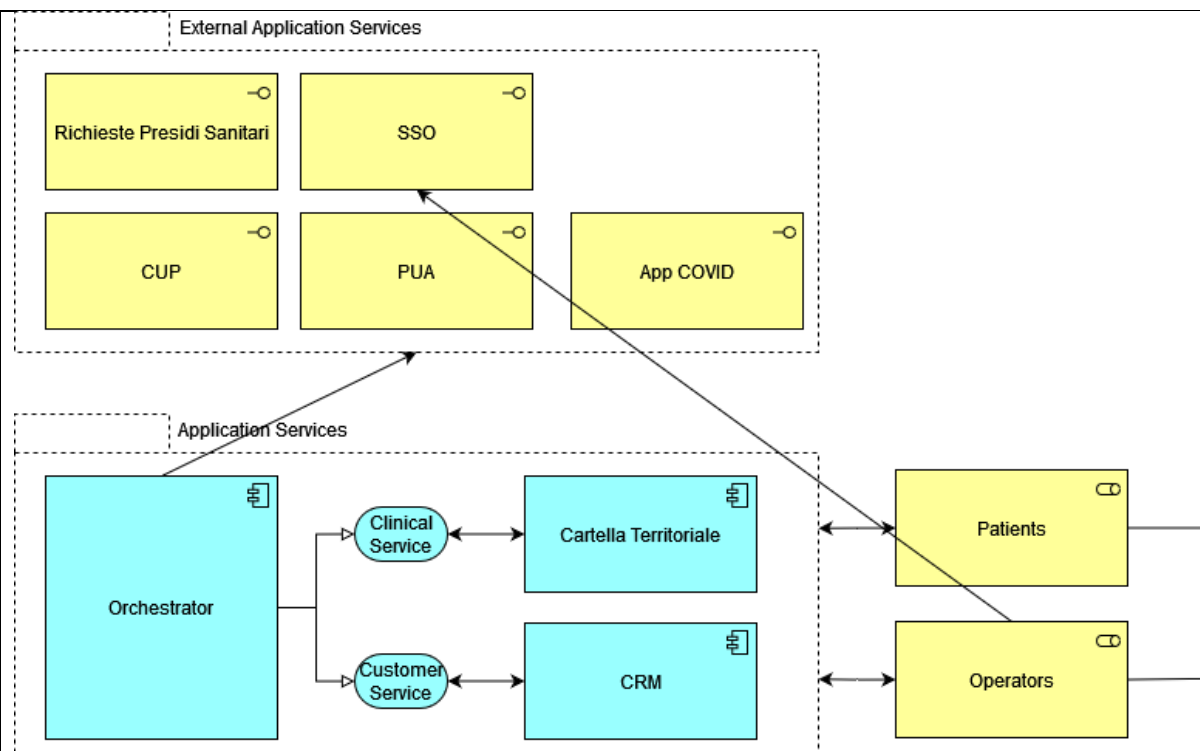 External Application Services
Richieste Presidi Sanitari
SSO
CUP
PUA
App COVID
Application Services
Orchestrator
Clinical
Service
Cartella Territoriale
Patients
Customer
Service
CRM
Operators